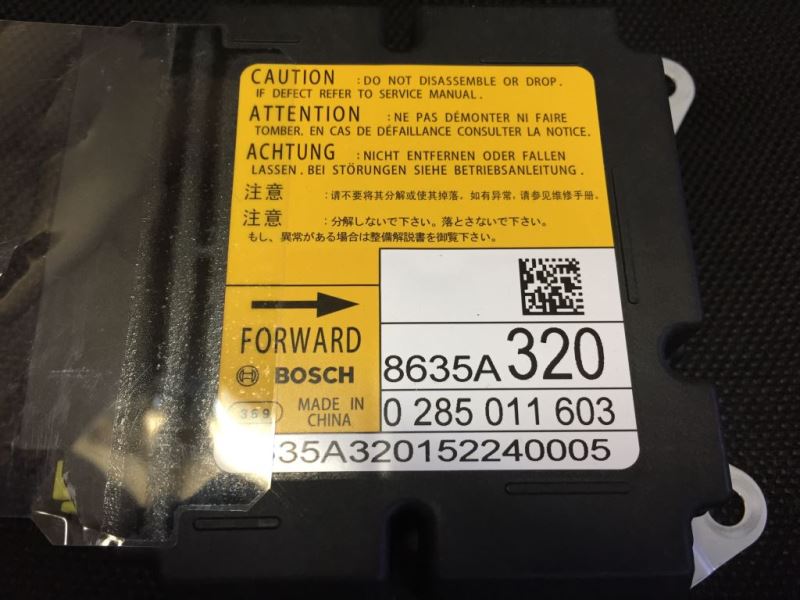 CAUTION : DO NOT DISASSEMBLE OR DROP.
IF DEFECT REFER TO SERVICE MANUAL.
ATTENTION : NE PAS DÉMONTER NI FAIRE
TOMBER. EN CAS DE DÉFAILLANCE CONSULTER LA NOTICE.
ACHTUNG : NICHT ENTFERNEN ODER FALLEN
LASSEN. BEI STÖRUNGEN SIEHE BETRIEBSANLEITUNG.
注意 : 请不要将其分解或使其掉落。如有异常，请参见维修手册。
注意 : 分解しないで下さい。落とさないで下さい。
もし、異常がある場合は整備解説書を御覧下さい。
FORWARD
BOSCH
8635A 320
369
MADE IN
CHINA
0 285 011 603
35A320152240005